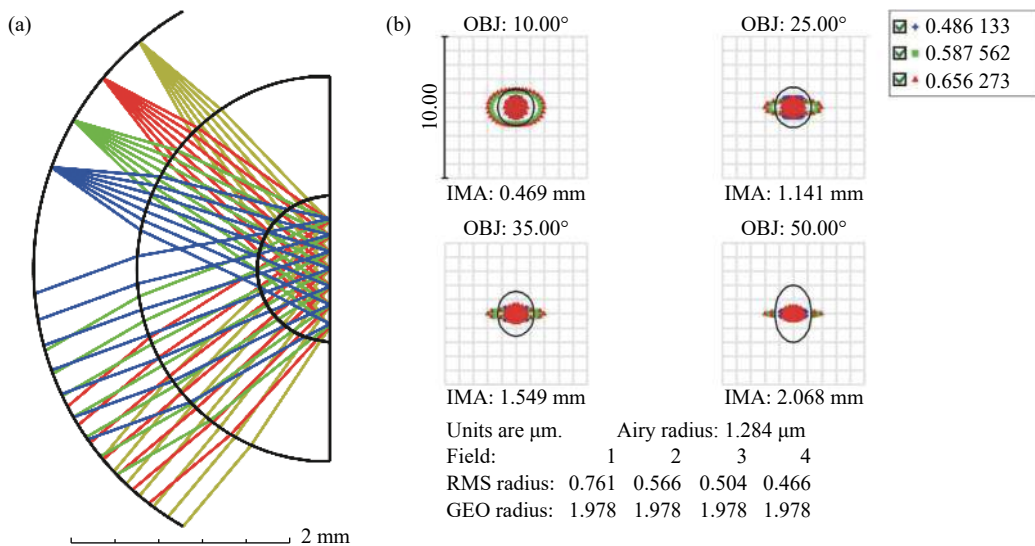 (a)
2 mm
(b)
OBJ: 10.00°
OBJ: 25.00°
10.00
IMA: 0.469 mm
IMA: 1.141 mm
OBJ: 35.00°
OBJ: 50.00°
IMA: 1.549 mm
IMA: 2.068 mm
0.486 133
0.587 562
0.656 273
Units are μm. Airy radius: 1.284 μm
Field: 1 2 3 4
RMS radius: 0.761 0.566 0.504 0.466
GEO radius: 1.978 1.978 1.978 1.978